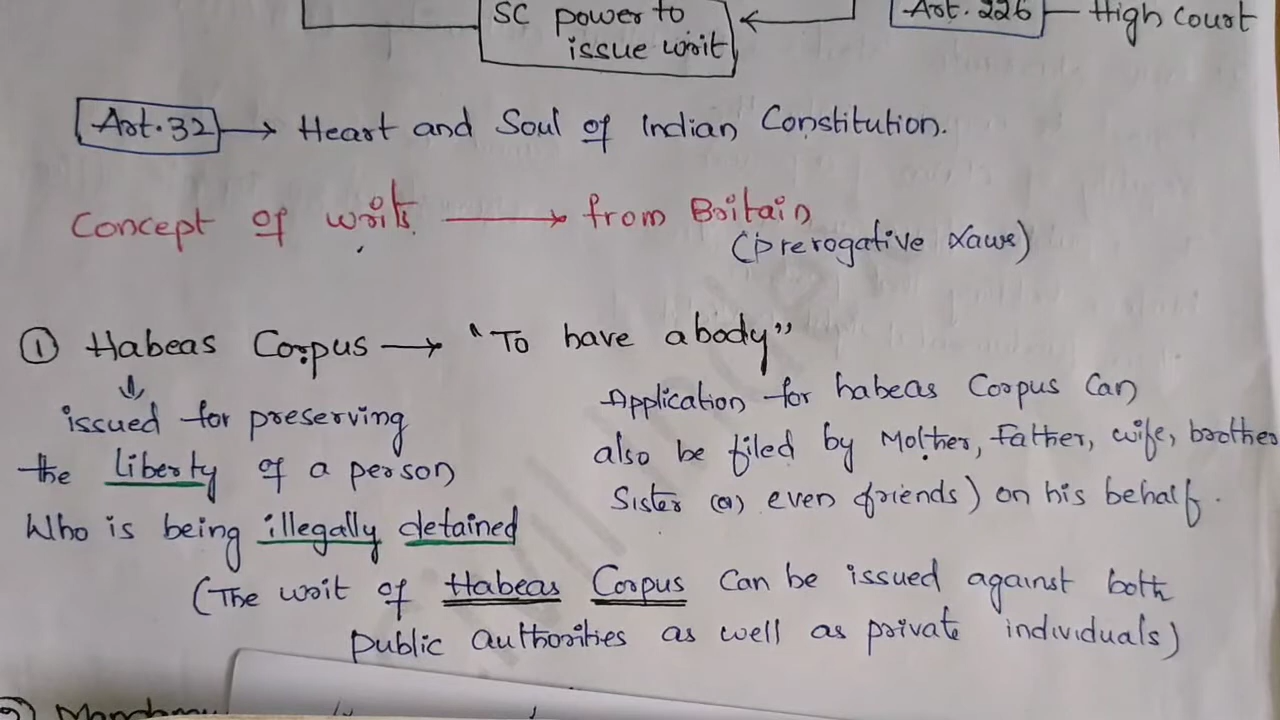 SC power to
issue writ
Art. 226 High Court
Art. 32 → Heart and Soul of Indian Constitution.
Concept of writs → from Britain
(prerogative Laws)
① Habeas Corpus → "To have a body"
issued for preserving
the liberty of a person
Who is being illegally detained
Application for habeas Corpus Can
also be filed by Mother, Father, wife, brother
Sister (or) even friends) on his behalf.
(The writ of Habeas Corpus can be issued against both
public authorities as well as private individuals)